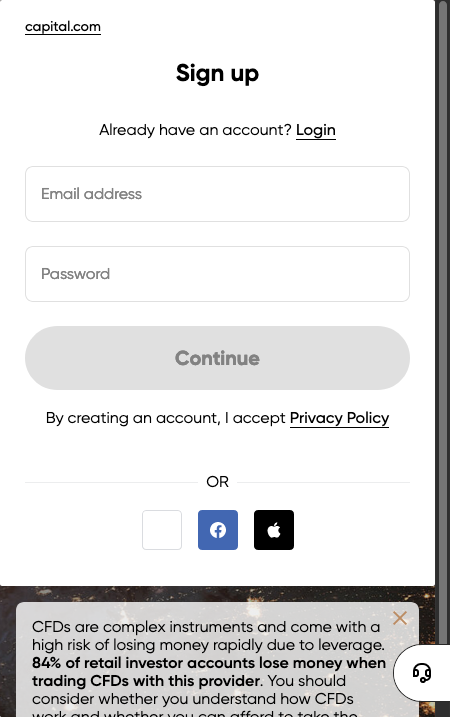 capital.com
Sign up
Already have an account? Login
Email address
Password
Continue
By creating an account, I accept Privacy Policy
OR
CFDs are complex instruments and come with a
high risk of losing money rapidly due to leverage.
84% of retail investor accounts lose money when
trading CFDs with this provider. You should
consider whether you understand how CFDs
work and whether you can afford to take the